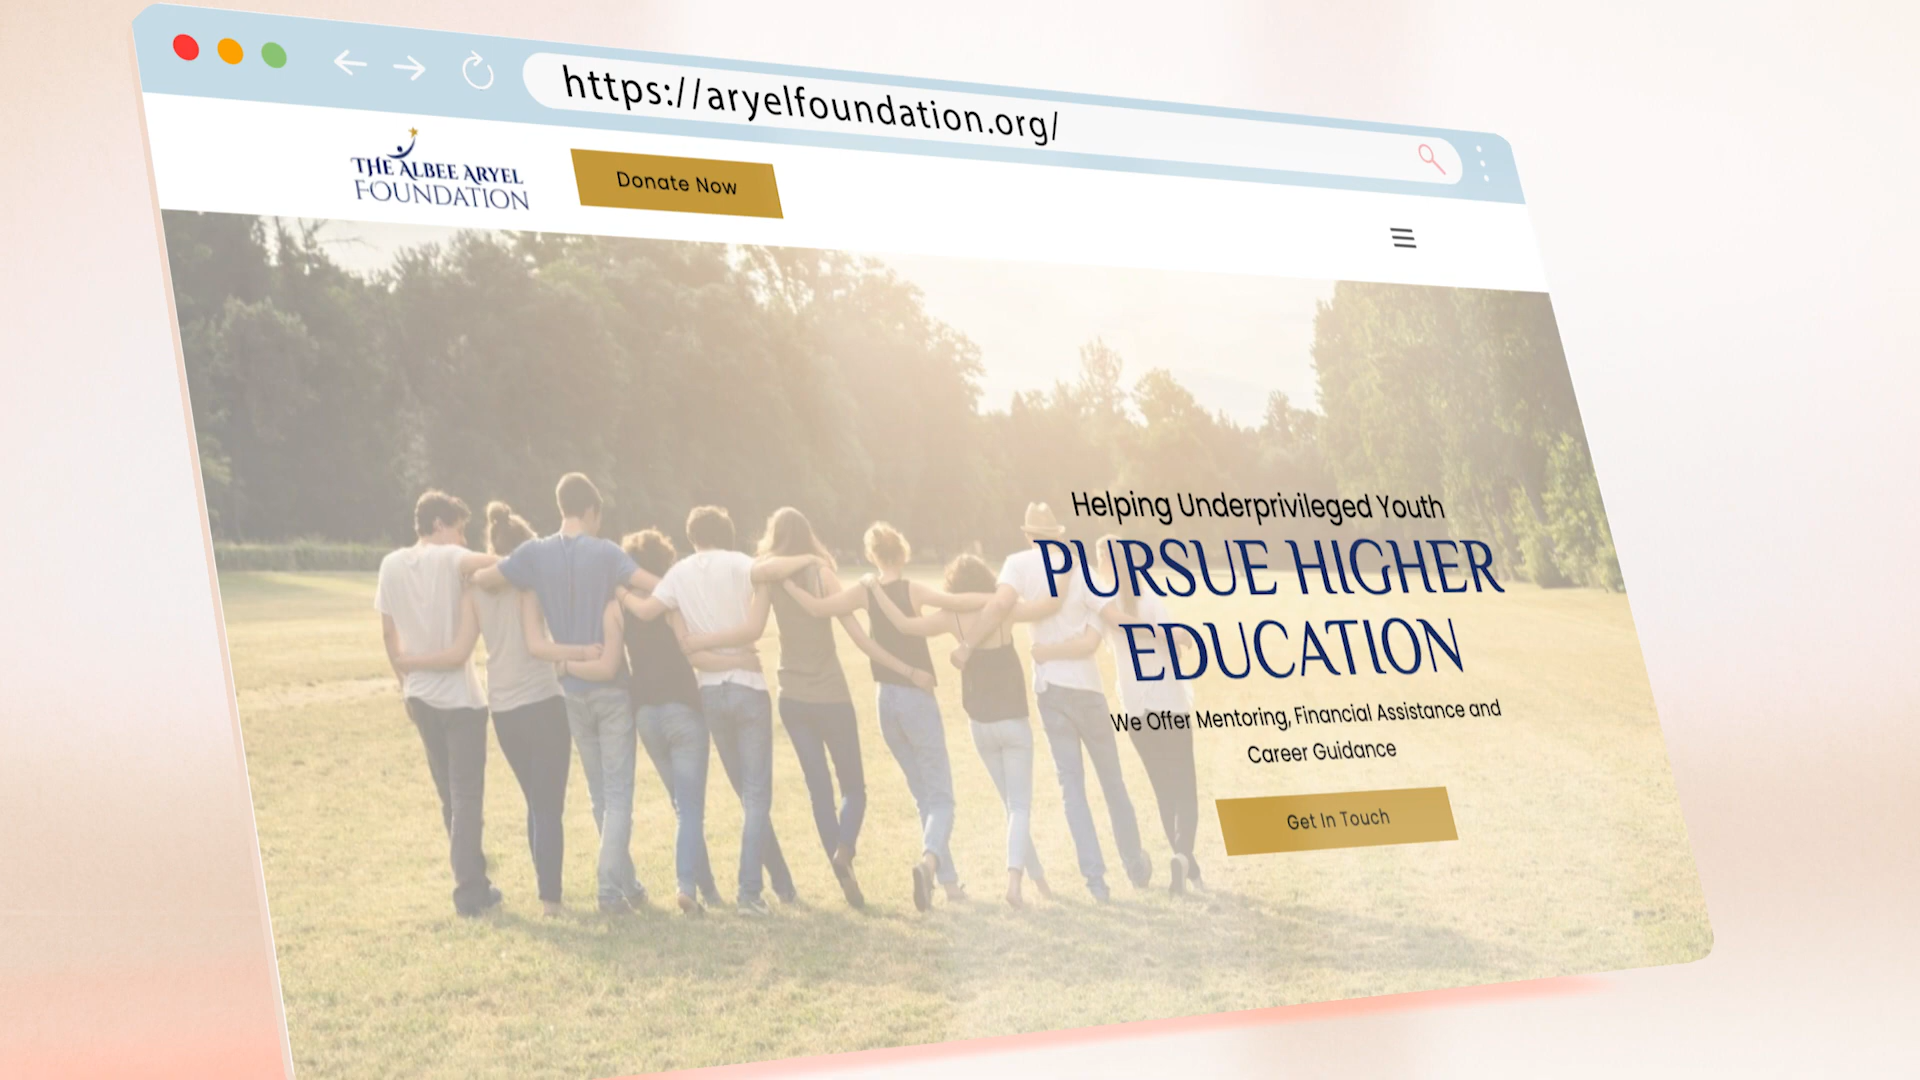 https://aryelfoundation.org/
THE ALBEE ARYEL
FOUNDATION
Donate Now
Helping Underprivileged Youth
PURSUE HIGHER
EDUCATION
We Offer Mentoring, Financial Assistance and
Career Guidance
Get In Touch